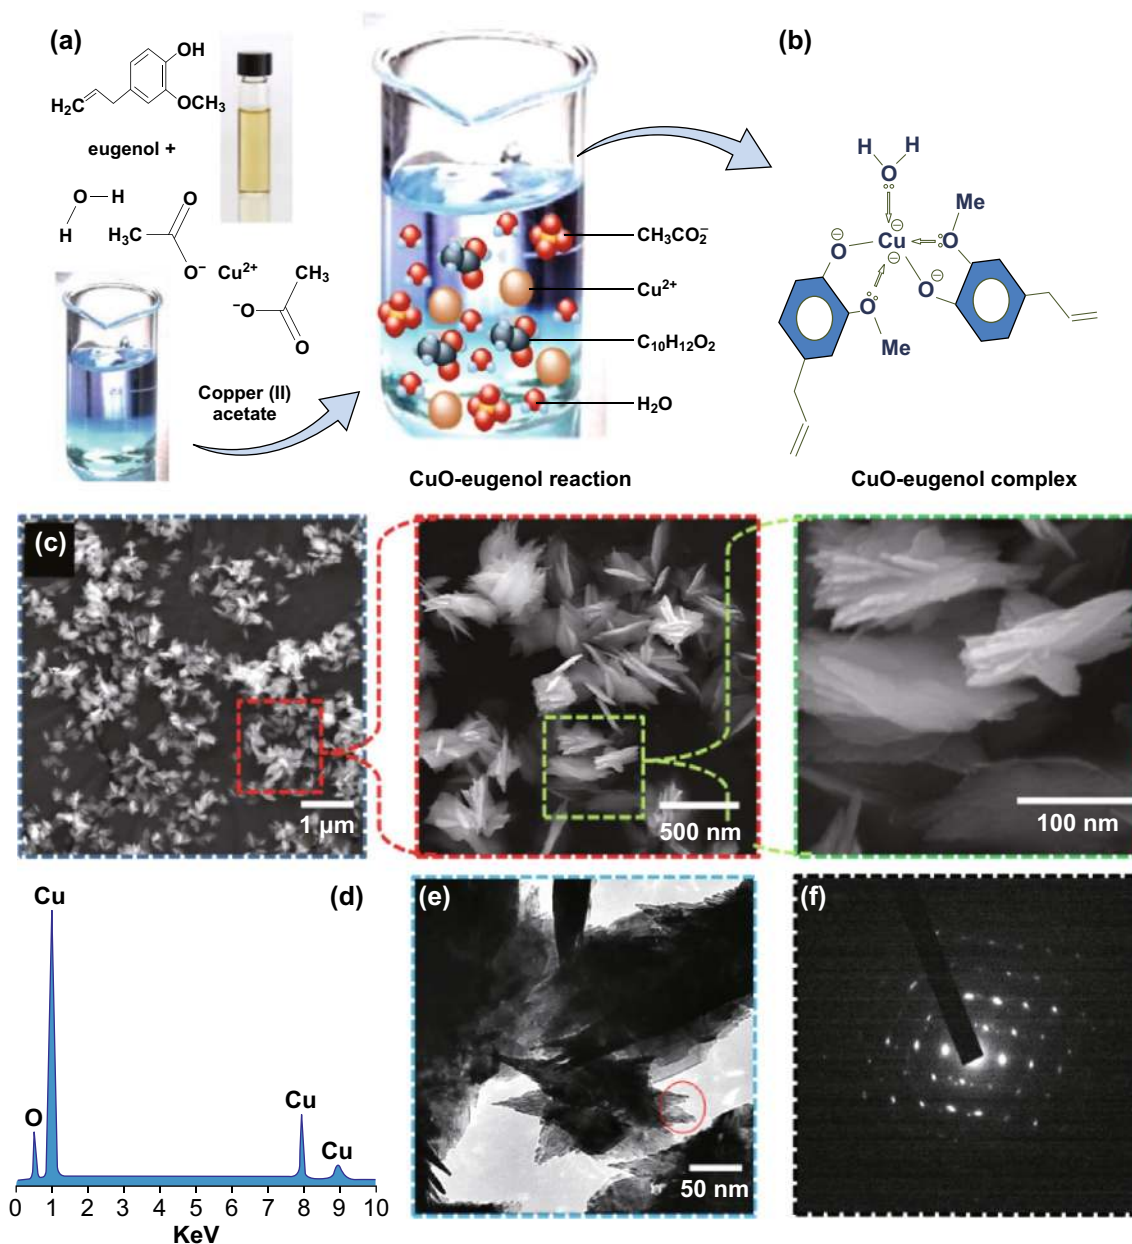 (a)
OH
OCH3
H2C
eugenol +
H
O
H
O
H3C
O−
Cu2+
CH3
−O
O
Copper (II)
acetate
CH3CO2−
Cu2+
C10H12O2
H2O
CuO-eugenol reaction
(b)
H
H
O
Me
O
Cu
O
O
O
Me
CuO-eugenol complex
(c)
1 µm
500 nm
100 nm
(d)
Cu
O
Cu
Cu
0 1 2 3 4 5 6 7 8 9 10
KeV
(e)
50 nm
(f)